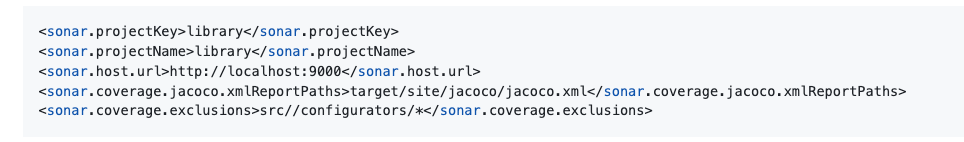 <sonar.projectKey>library</sonar.projectKey>
<sonar.projectName>library</sonar.projectName>
<sonar.host.url>http://localhost:9000</sonar.host.url>
<sonar.coverage.jacoco.xmlReportPaths>target/site/jacoco/jacoco.xml</sonar.coverage.jacoco.xmlReportPaths>
<sonar.coverage.exclusions>src//configurators/*</sonar.coverage.exclusions>